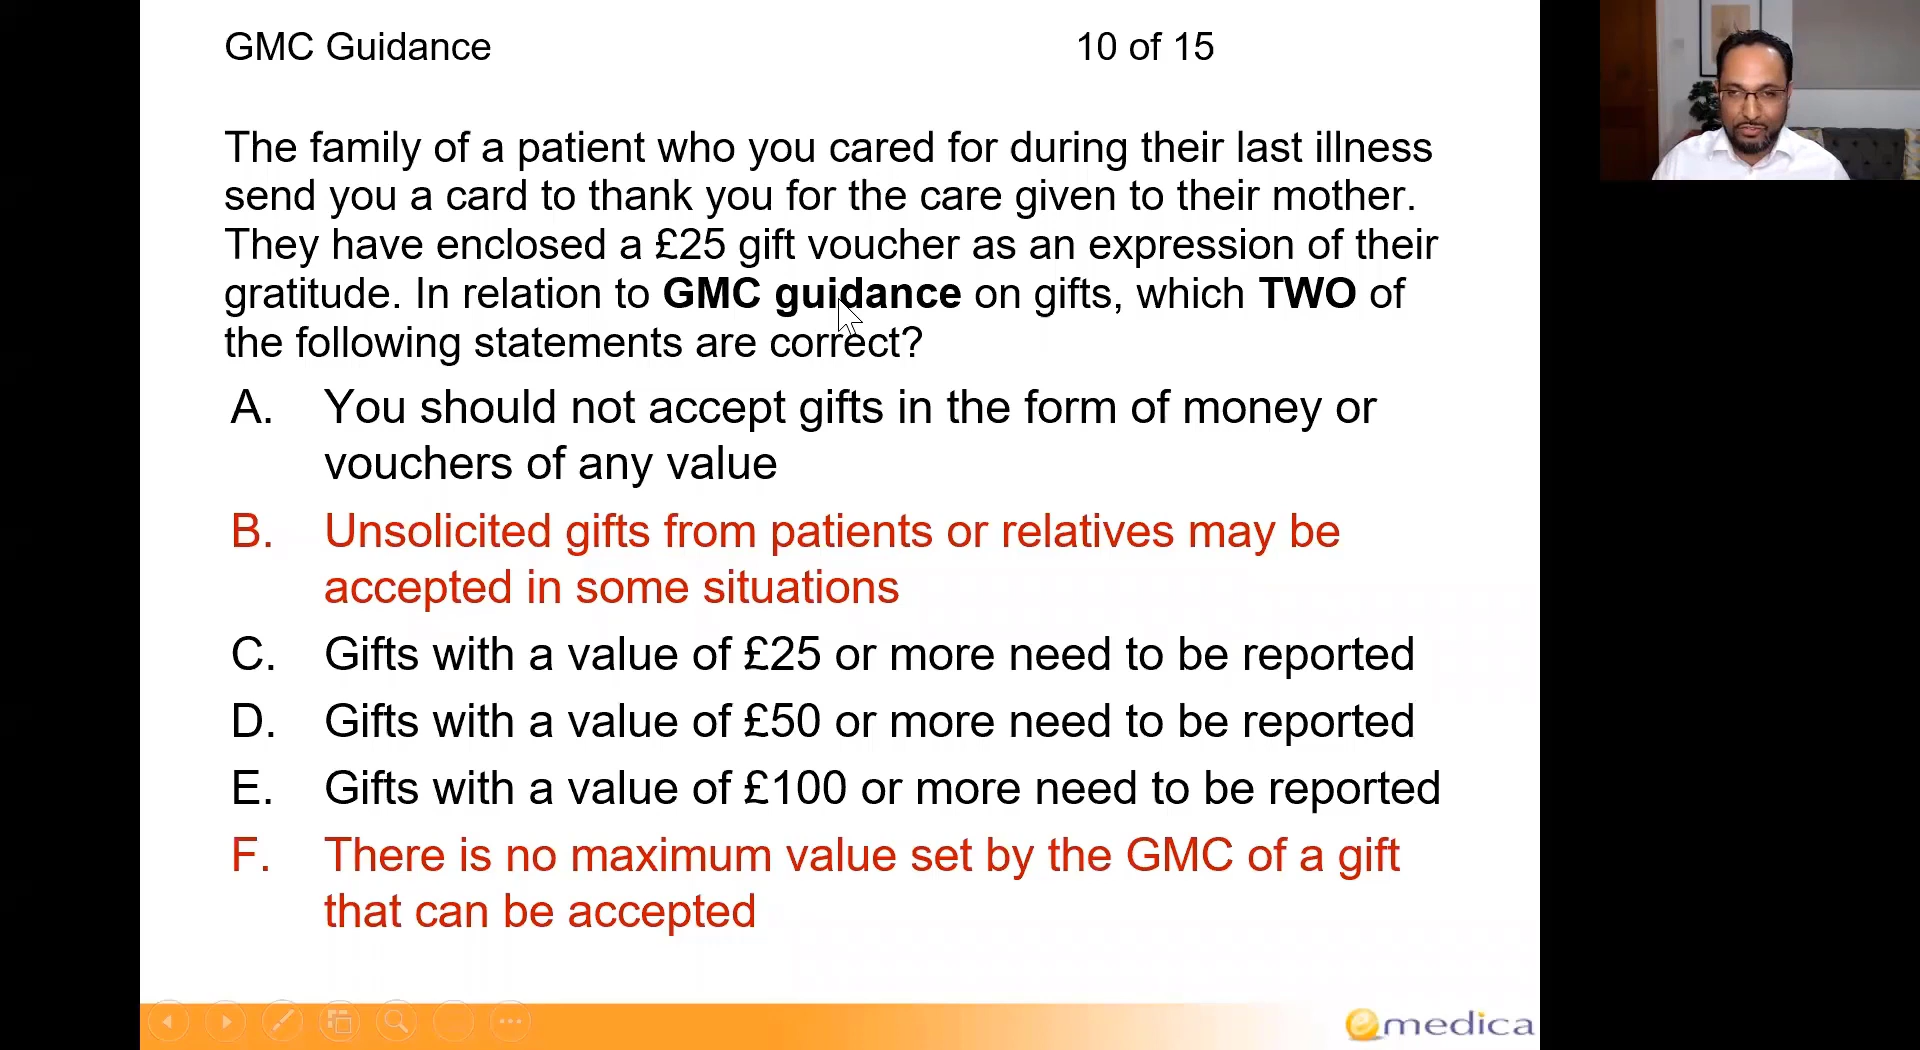 GMC Guidance 10 of 15
The family of a patient who you cared for during their last illness
send you a card to thank you for the care given to their mother.
They have enclosed a £25 gift voucher as an expression of their
gratitude. In relation to GMC guidance on gifts, which TWO of
the following statements are correct?
A. You should not accept gifts in the form of money or
vouchers of any value
B. Unsolicited gifts from patients or relatives may be
accepted in some situations
C. Gifts with a value of £25 or more need to be reported
D. Gifts with a value of £50 or more need to be reported
E. Gifts with a value of £100 or more need to be reported
F. There is no maximum value set by the GMC of a gift
that can be accepted
emedica